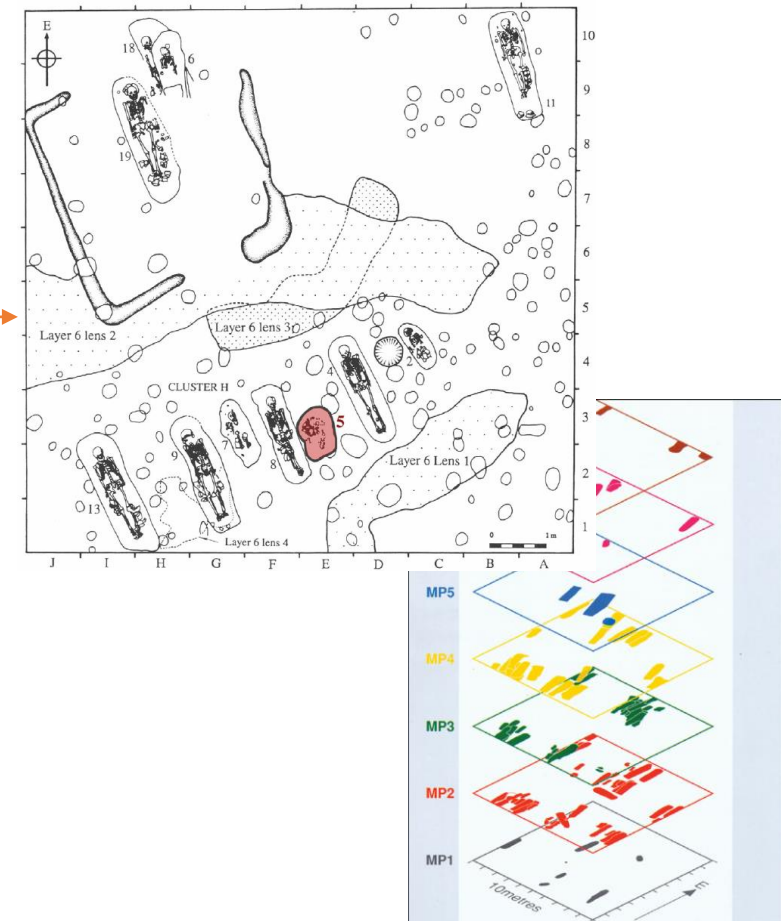 E
18
6
10
9
11
8
19
7
6
5
Layer 6 lens 3
Layer 6 lens 2
4
2
4
CLUSTER H
5
3
7
9
8
Layer 6 Lens 1
2
13
1
Layer 6 lens 4
0 1m
J I H G F E D C B A
MP5
MP4
MP3
MP2
MP1
10metres
E